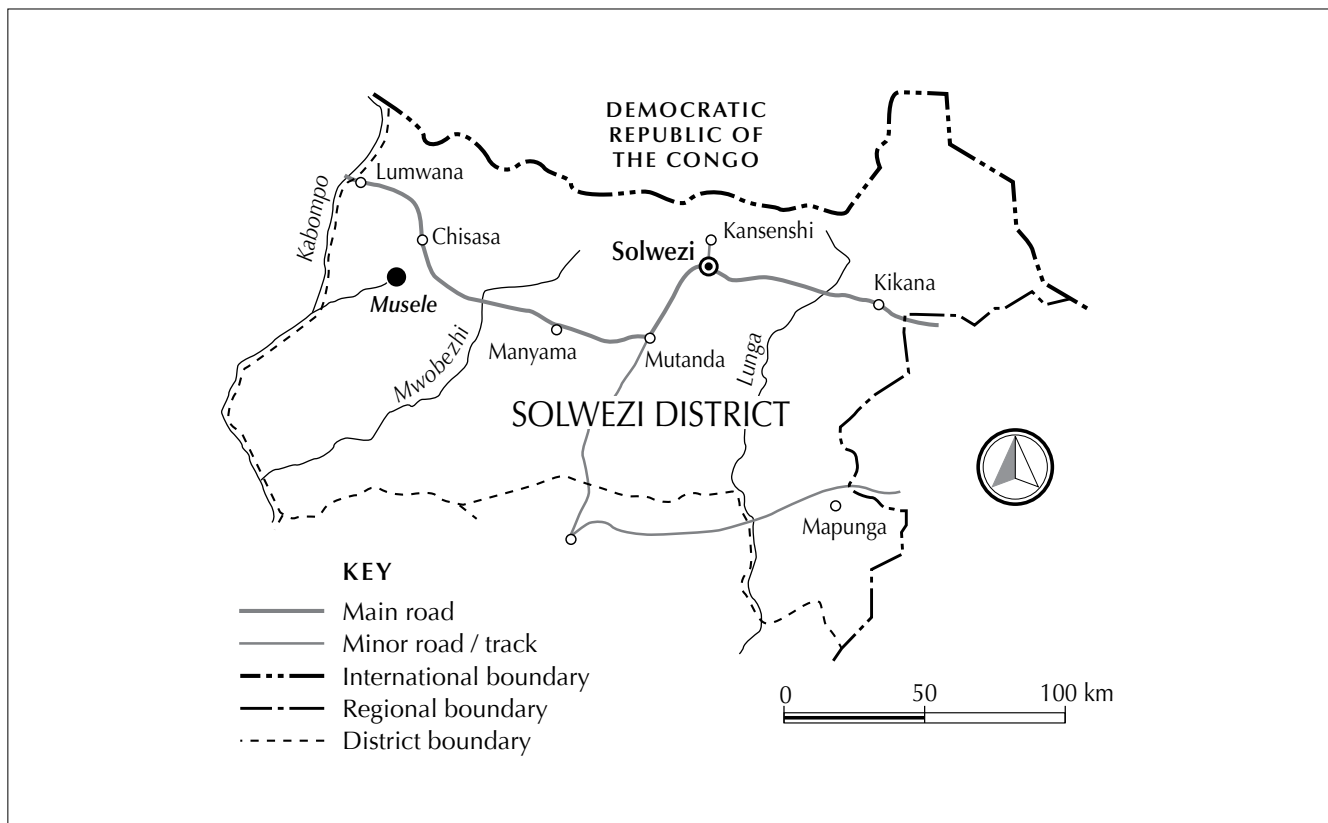 DEMOCRATIC
REPUBLIC OF
THE CONGO
Lumwana
Kabompo
Chisasa
Kansenshi
Solwezi
Musele
Kikana
Manyama
Mutanda
Mwobezhi
Lunga
SOLWEZI DISTRICT
Mapunga
KEY
Main road
Minor road / track
International boundary
Regional boundary
District boundary
0 50 100 km